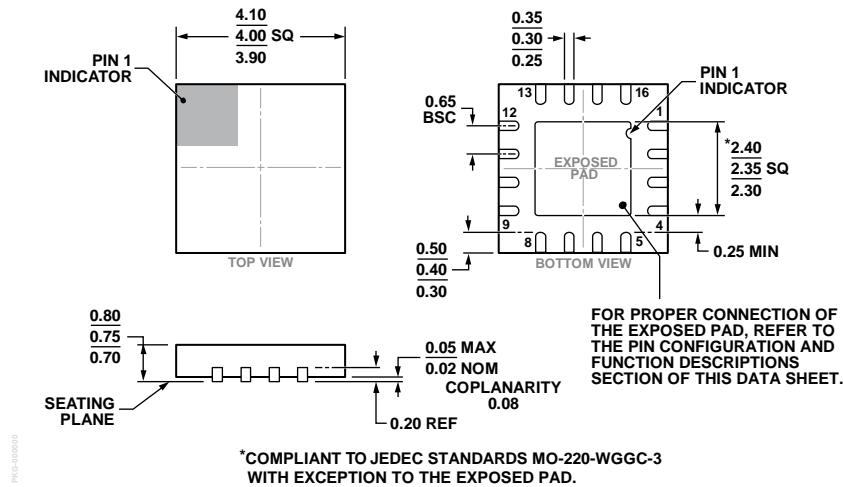 4.10
4.00 SQ
3.90
PIN 1
INDICATOR
TOP VIEW
0.35
0.30
0.25
0.65
BSC
13
16
12
1
9
4
8
5
PIN 1
INDICATOR
EXPOSED
PAD
*2.40
2.35 SQ
2.30
0.50
0.40
0.30
BOTTOM VIEW
0.25 MIN
0.80
0.75
0.70
SEATING
PLANE
0.05 MAX
0.02 NOM
COPLANARITY
0.08
0.20 REF
FOR PROPER CONNECTION OF
THE EXPOSED PAD, REFER TO
THE PIN CONFIGURATION AND
FUNCTION DESCRIPTIONS
SECTION OF THIS DATA SHEET.
PKG-000000
*COMPLIANT TO JEDEC STANDARDS MO-220-WGGC-3
WITH EXCEPTION TO THE EXPOSED PAD.